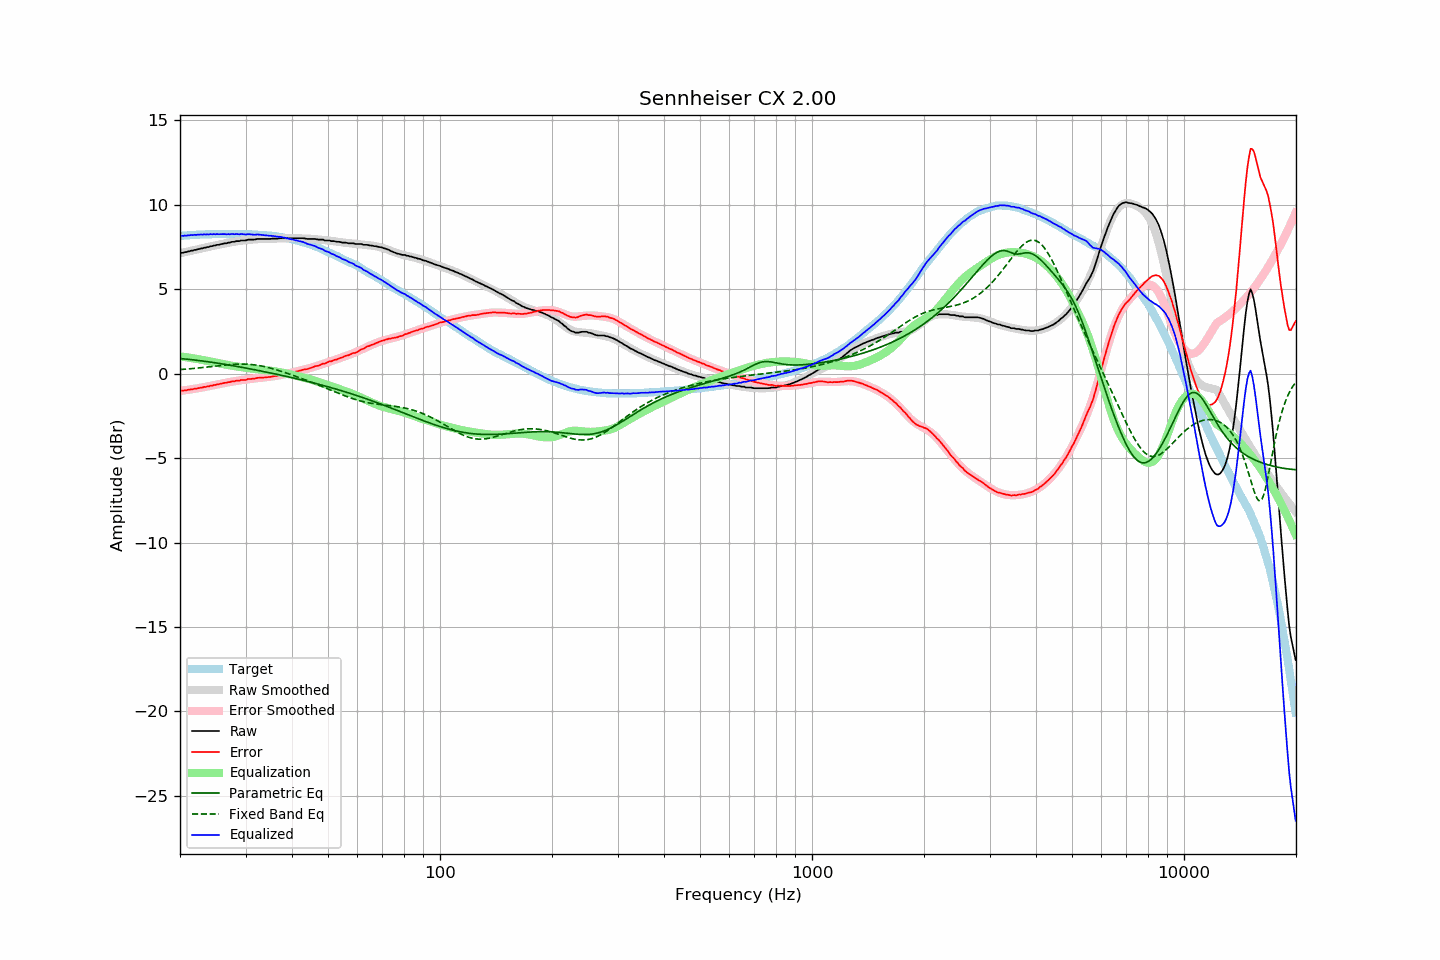 Sennheiser CX 2.00
15
10
5
0
−5
−10
−15
−20
−25
Amplitude (dBr)
Target
Raw Smoothed
Error Smoothed
Raw
Error
Equalization
Parametric Eq
Fixed Band Eq
Equalized
100 1000 10000
Frequency (Hz)